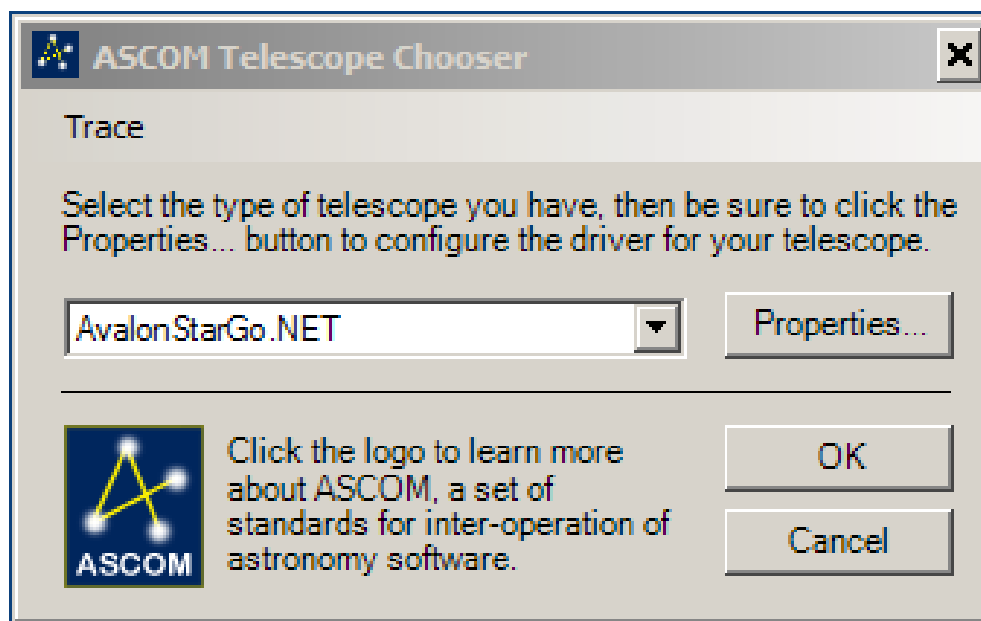 ASCOM Telescope Chooser
Trace
Select the type of telescope you have, then be sure to click the
Properties... button to configure the driver for your telescope.
AvalonStarGo.NET
Properties...
Click the logo to learn more
about ASCOM, a set of
standards for inter-operation of
astronomy software.
ASCOM
OK
Cancel